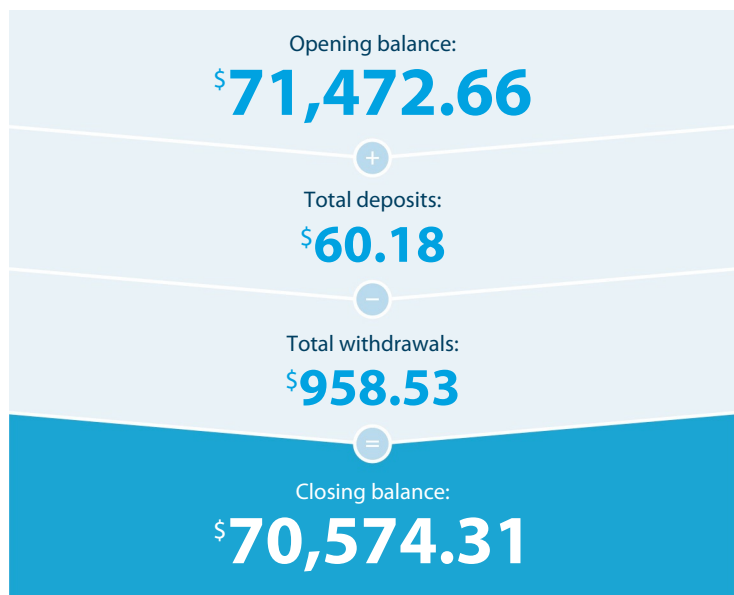 Opening balance:
$71,472.66
+
Total deposits:
$60.18
−
Total withdrawals:
$958.53
=
Closing balance:
$70,574.31